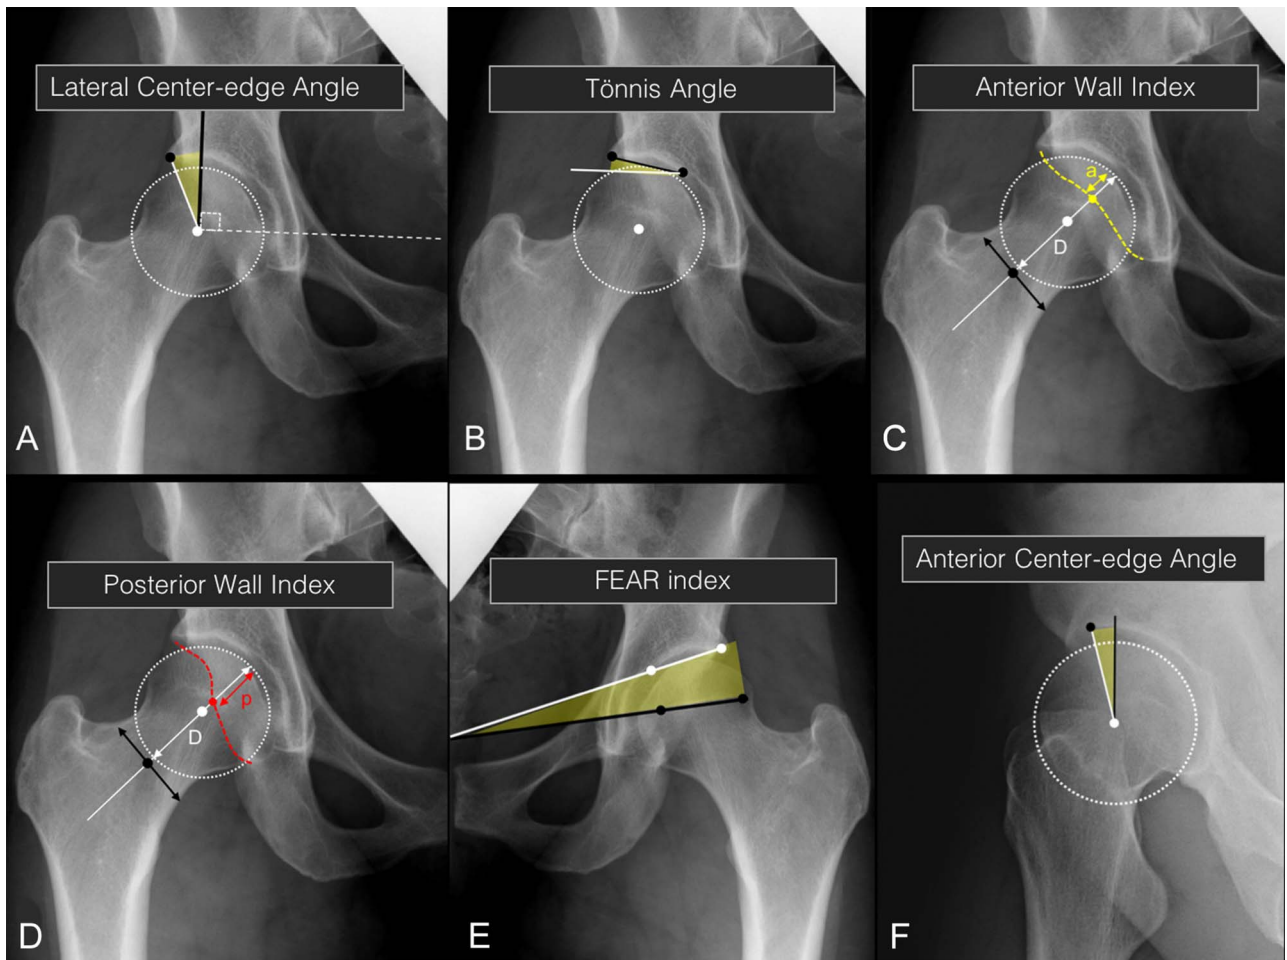 Lateral Center-edge Angle
Tönnis Angle
Anterior Wall Index
a
D
A
B
C
Posterior Wall Index
FEAR index
Anterior Center-edge Angle
p
D
D
E
F